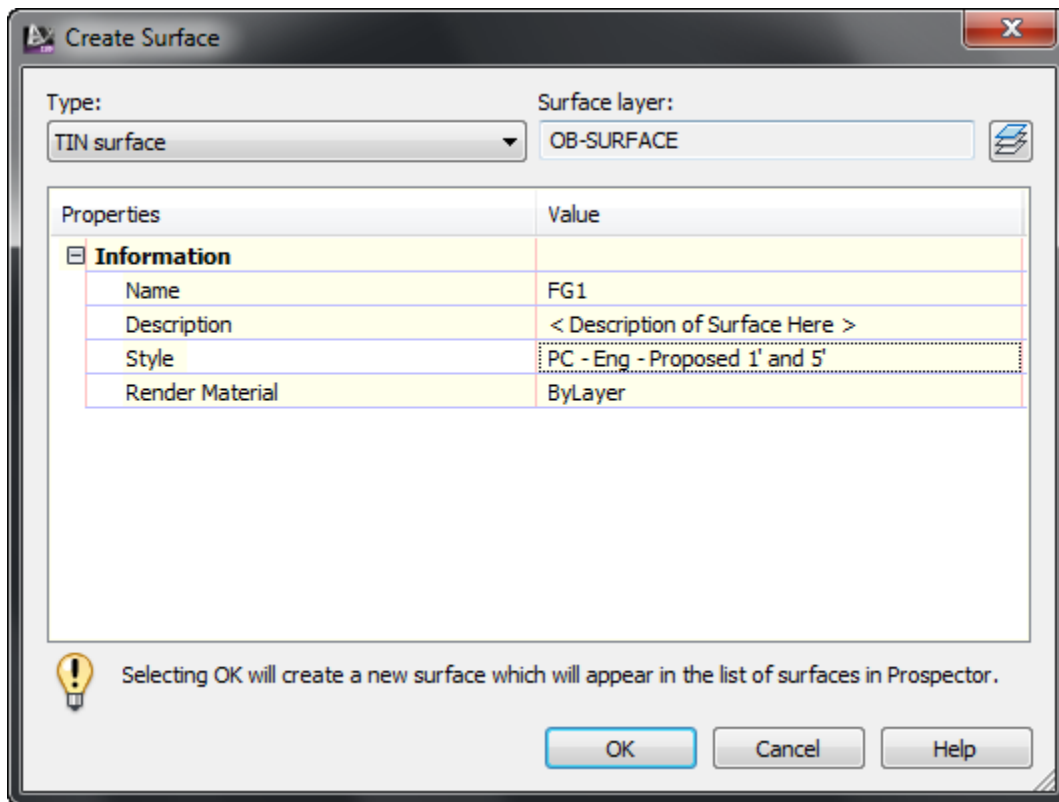 Create Surface
Type:
Surface layer:
TIN surface
OB-SURFACE
Properties Value
Information
Name FG1
Description < Description of Surface Here >
Style PC - Eng - Proposed 1' and 5'
Render Material ByLayer
Selecting OK will create a new surface which will appear in the list of surfaces in Prospector.
OK Cancel Help